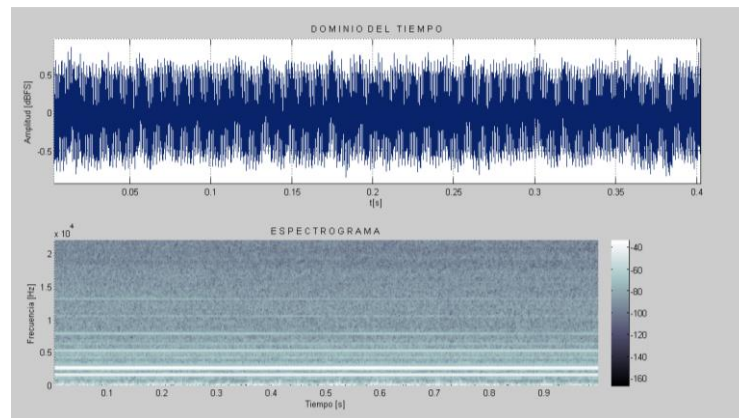 DOMINIO DEL TIEMPO
Amplitud [dBFS]
0.5
0
-0.5
0.05 0.1 0.15 0.2 0.25 0.3 0.35 0.4
t[s]
ESPECTROGRAMA
x 10^4
Frecuencia [Hz]
2
1.5
1
0.5
0
0.1 0.2 0.3 0.4 0.5 0.6 0.7 0.8 0.9
Tiempo [s]
-40
-60
-80
-100
-120
-140
-160